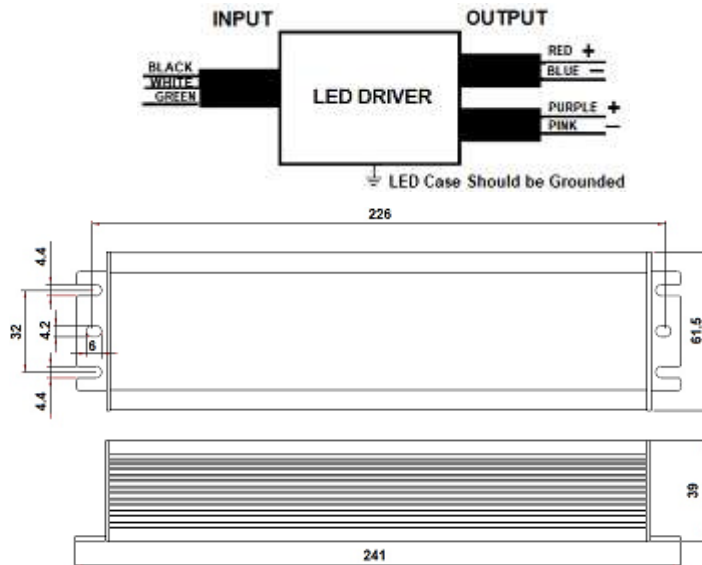 INPUT
OUTPUT
BLACK
WHITE
GREEN
LED DRIVER
RED +
BLUE −
PURPLE +
PINK −
LED Case Should be Grounded
226
4.4
32
4.2
6
4.4
61.5
39
241